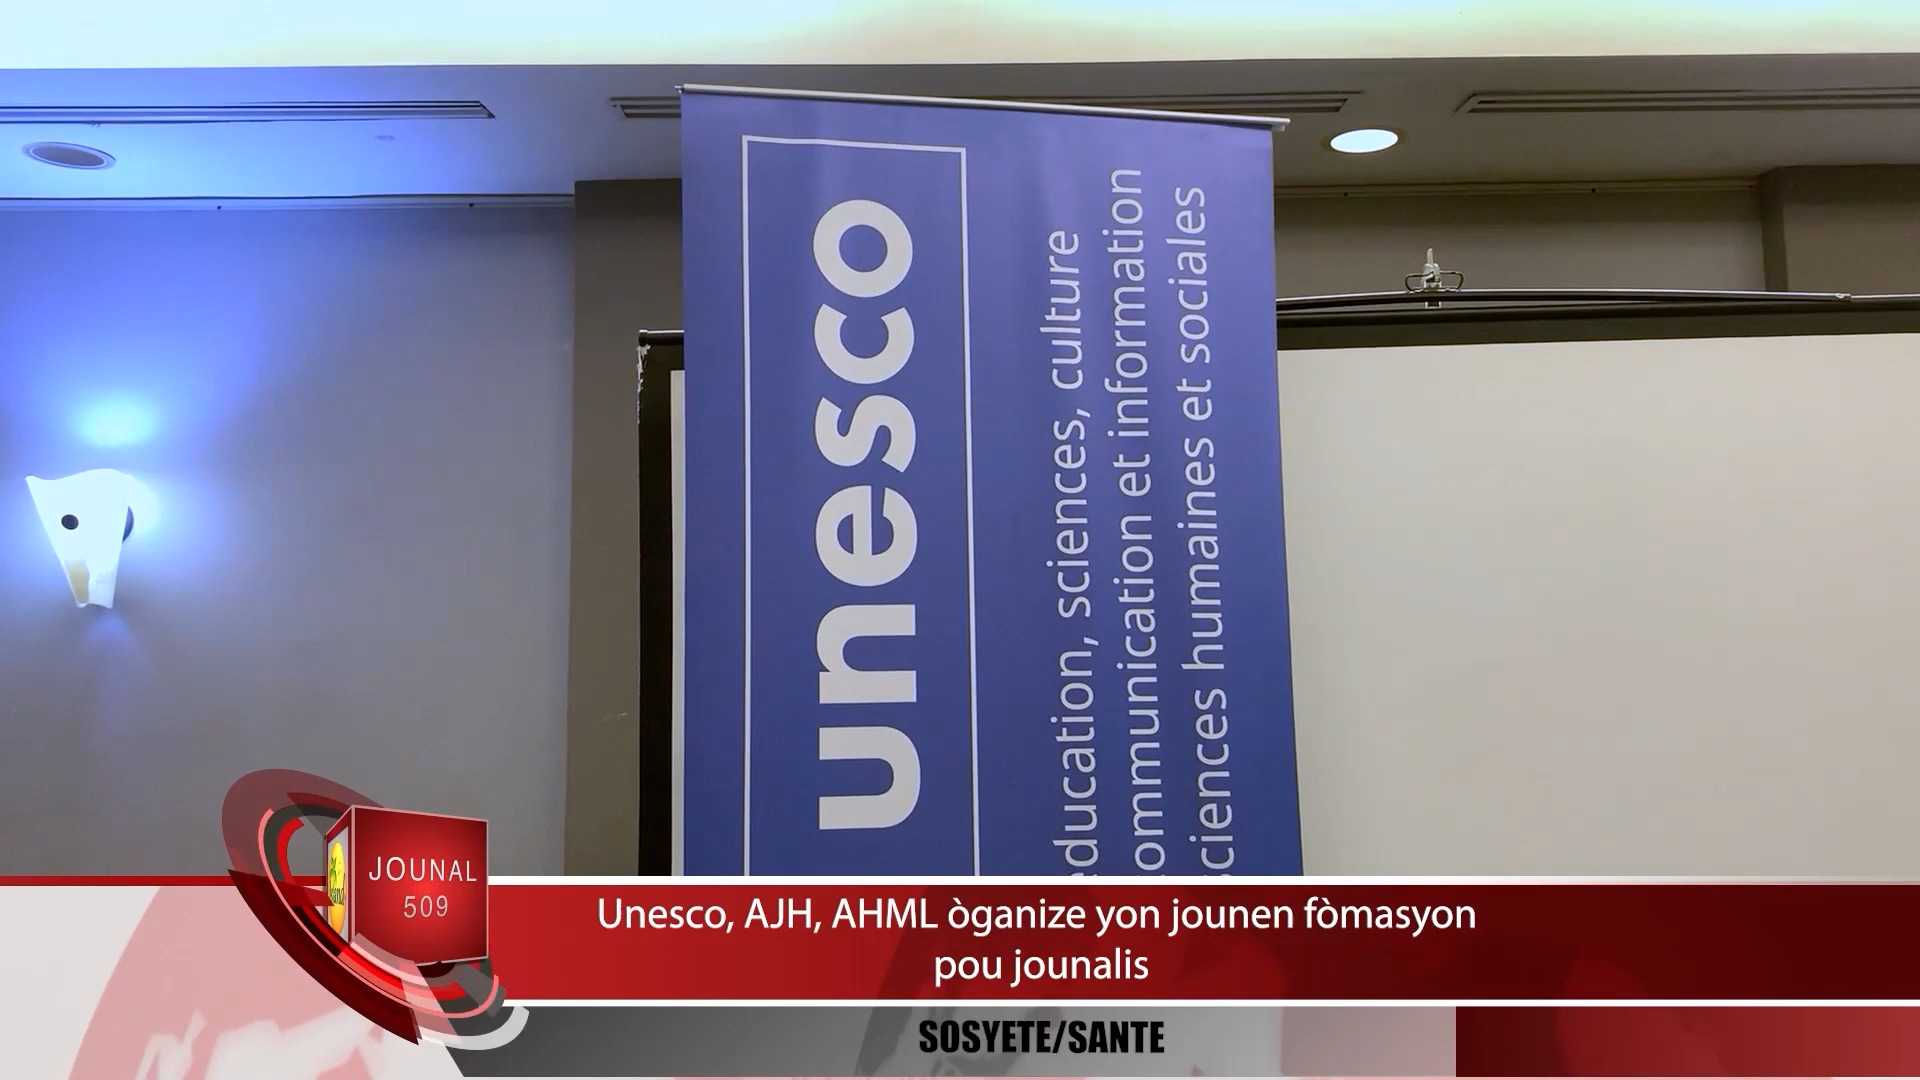 unesco
education, sciences, culture
communication et information
sciences humaines et sociales
JOUNAL
509
Unesco, AJH, AHML òganize yon jounen fòmasyon
pou jounalis
SOSYETE/SANTE